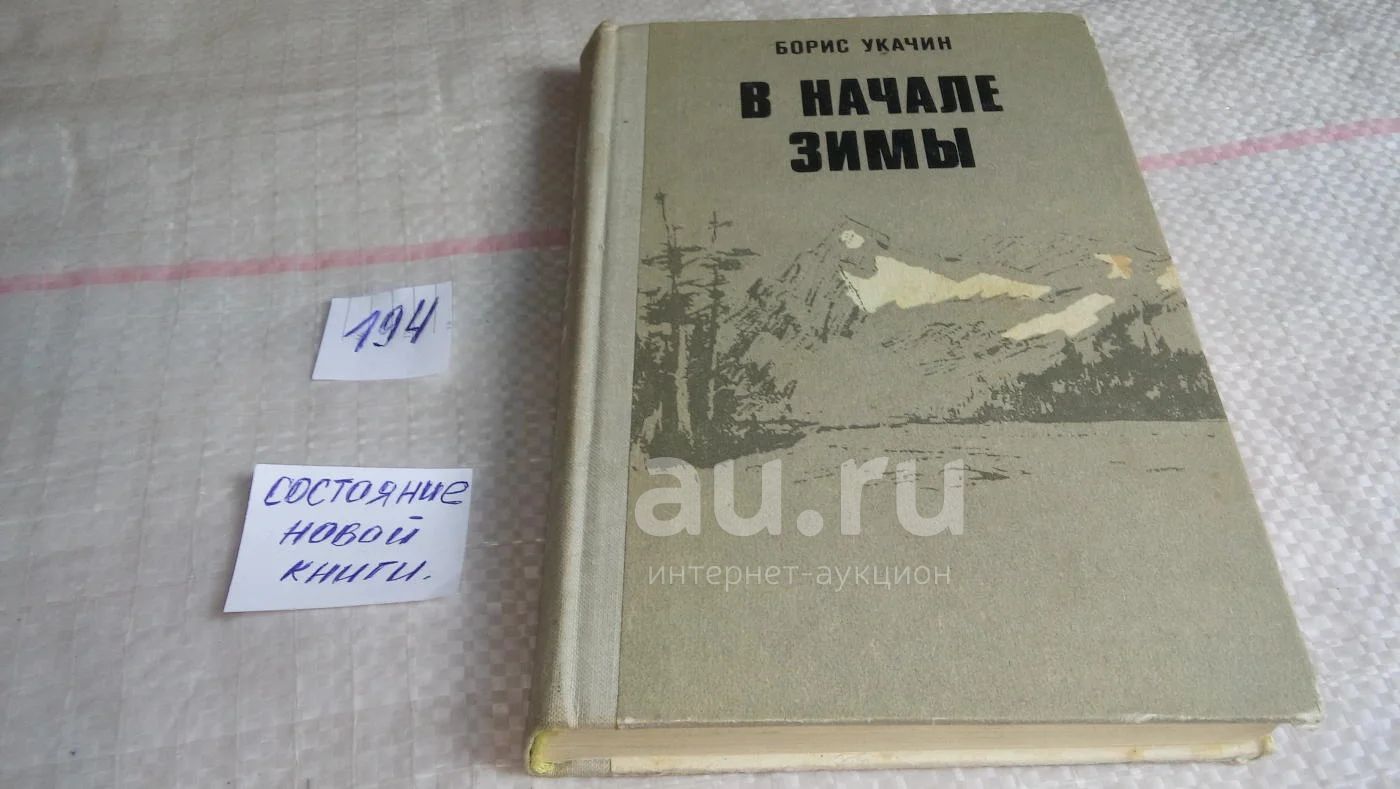 БОРИС УКАЧИН
В НАЧАЛЕ
ЗИМЫ
194
СОСТОЯНИЕ
НОВОЙ
КНИГИ.
au.ru
интернет-аукцион